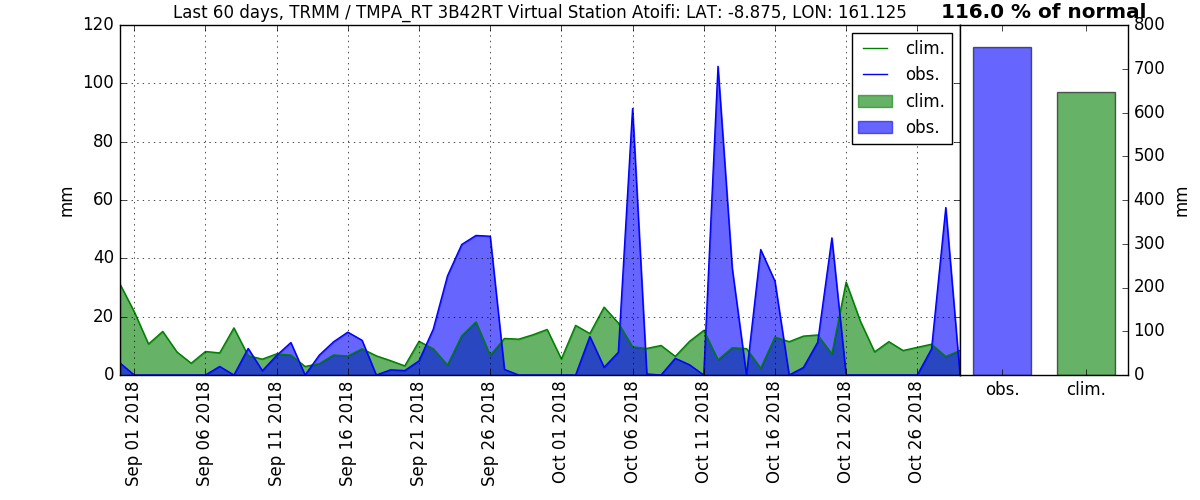 Last 60 days, TRMM / TMPA_RT 3B42RT Virtual Station Atoifi: LAT: -8.875, LON: 161.125
116.0 % of normal
120
100
80
60
40
20
0
mm
clim.
obs.
clim.
obs.
Sep 01 2018
Sep 06 2018
Sep 11 2018
Sep 16 2018
Sep 21 2018
Sep 26 2018
Oct 01 2018
Oct 06 2018
Oct 11 2018
Oct 16 2018
Oct 21 2018
Oct 26 2018
800
700
600
500
400
300
200
100
0
mm
obs.
clim.